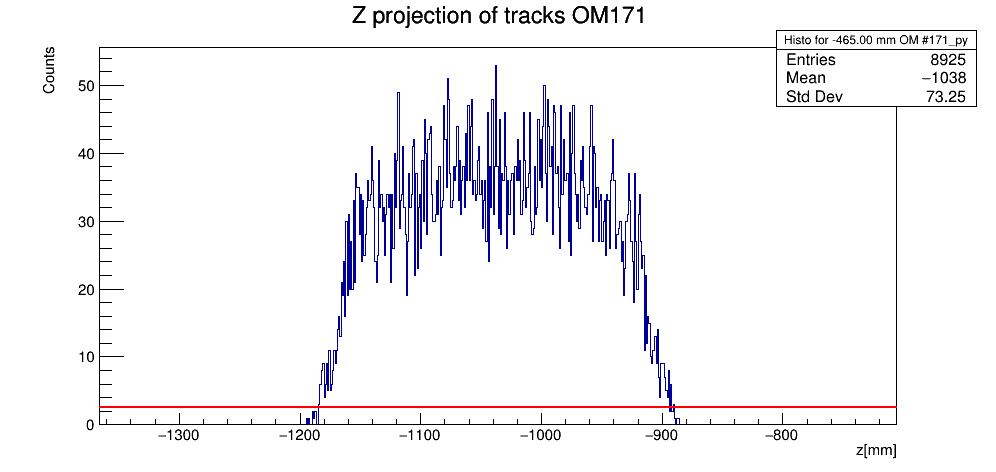 Z projection of tracks OM171
Histo for -465.00 mm OM #171_py
Entries 8925
Mean −1038
Std Dev 73.25
Counts
50
40
30
20
10
0
−1300 −1200 −1100 −1000 −900 −800
z[mm]